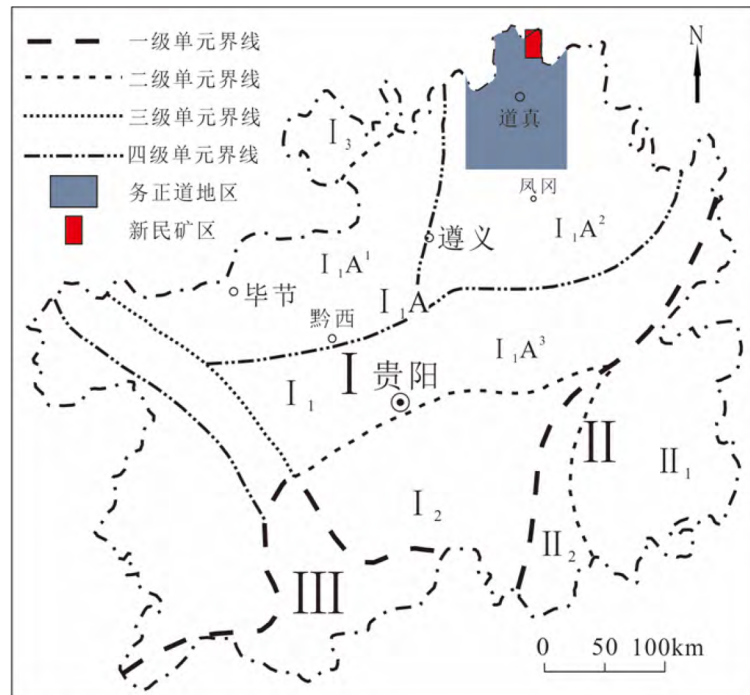 一级单元界线
二级单元界线
三级单元界线
四级单元界线
务正道地区
新民矿区
N
道真
凤冈
Ⅰ3
遵义
Ⅰ1A2
Ⅰ1A1
毕节
Ⅰ1A
黔西
Ⅰ1A3
Ⅰ
贵阳
Ⅰ1
Ⅱ
Ⅱ1
Ⅰ2
Ⅱ2
Ⅲ
0 50 100km